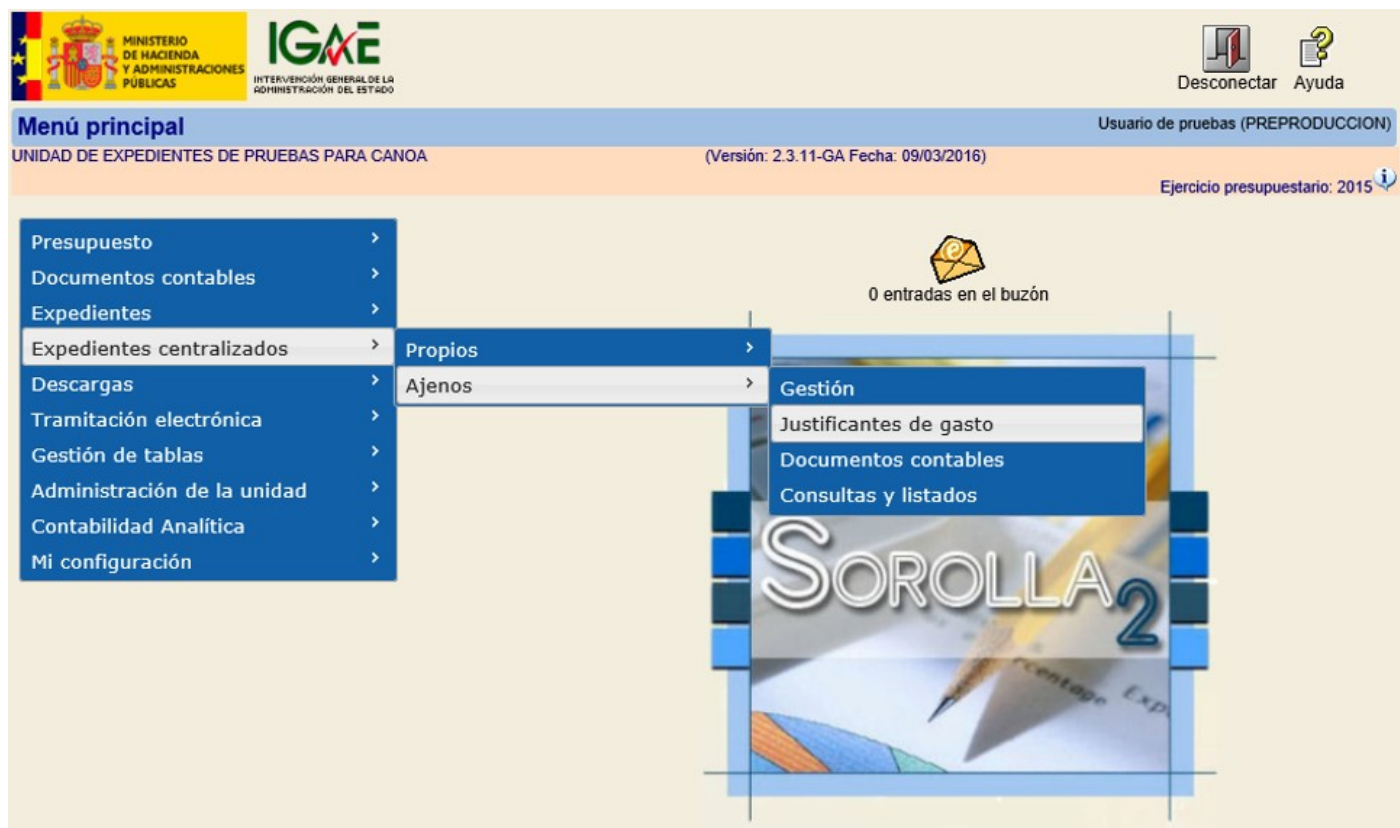 MINISTERIO
DE HACIENDA
Y ADMINISTRACIONES
PÚBLICAS
IGAE
INTERVENCIÓN GENERAL DE LA
ADMINISTRACIÓN DEL ESTADO
Desconectar Ayuda
Menú principal
Usuario de pruebas (PREPRODUCCION)
UNIDAD DE EXPEDIENTES DE PRUEBAS PARA CANOA
(Versión: 2.3.11-GA Fecha: 09/03/2016)
Ejercicio presupuestario: 2015
Presupuesto
Documentos contables
Expedientes
Expedientes centralizados
Descargas
Tramitación electrónica
Gestión de tablas
Administración de la unidad
Contabilidad Analítica
Mi configuración
Propios
Ajenos
Gestión
Justificantes de gasto
Documentos contables
Consultas y listados
0 entradas en el buzón
SOROLLA2